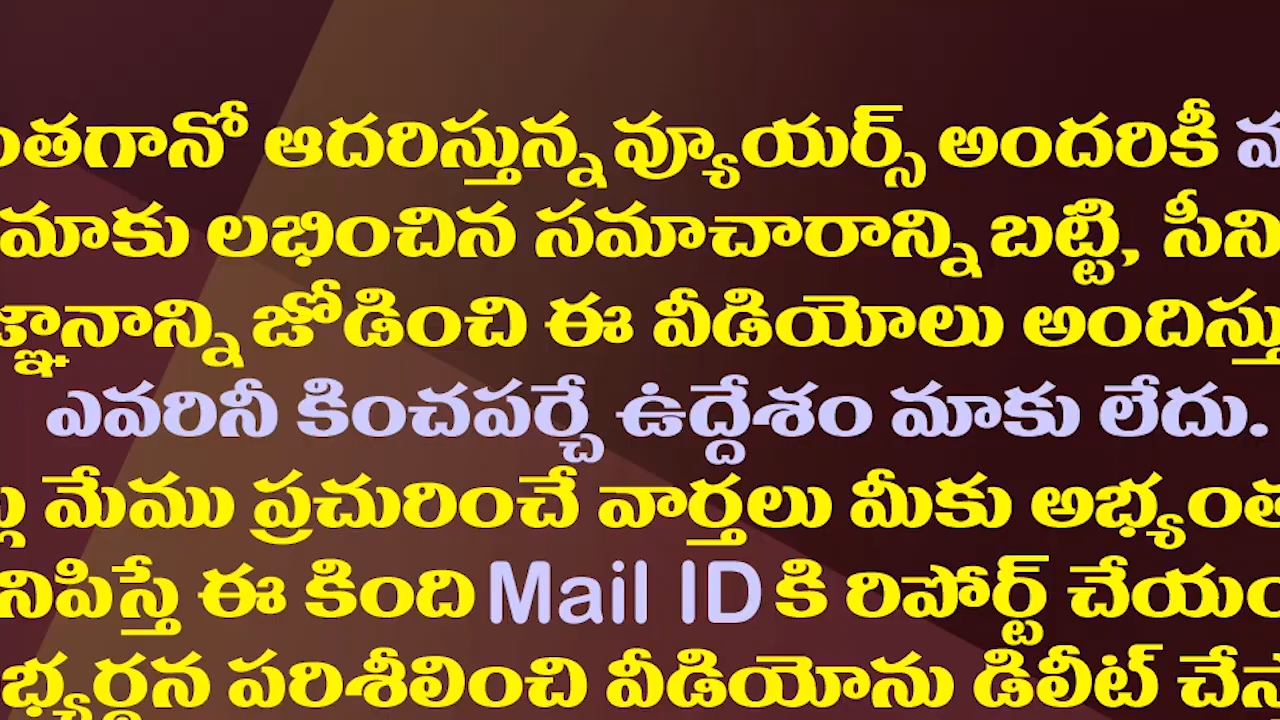 ంతగానో ఆదరిస్తున్న వ్యూయర్స్ అందరికీ
మాకు లభించిన సమాచారాన్ని బట్టి, సీని
జ్ఞానాన్ని జోడించి ఈ వీడియోలు అందిస్తు
ఎవరినీ కించపర్చే ఉద్దేశం మాకు లేదు.
మేము ప్రచురించే వార్తలు మీకు అభ్యంత
నిపిస్తే ఈ కింది Mail ID కి రిపోర్ట్ చేయం
భ్యర్థన పరిశీలించి వీడియోను డిలీట్ చేస